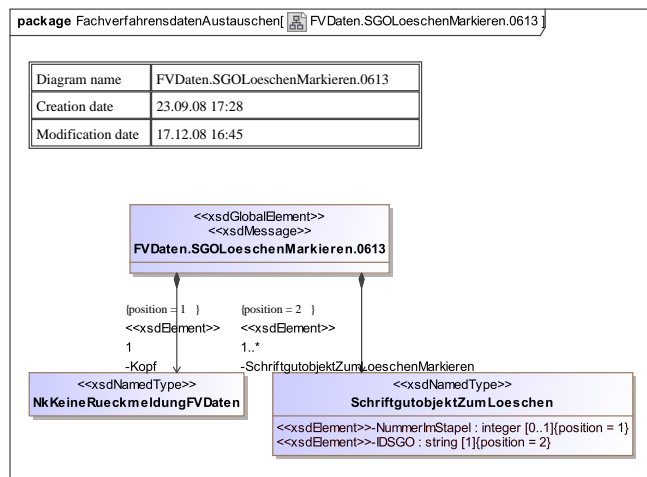 package FachverfahrensdatenAustauschen[ FVDaten.SGOLoeschenMarkieren.0613 ]
Diagram name FVDaten.SGOLoeschenMarkieren.0613
Creation date 23.09.08 17:28
Modification date 17.12.08 16:45
<<xsdGlobalElement>>
<<xsdMessage>>
FVDaten.SGOLoeschenMarkieren.0613
{position = 1 }
<<xsdElement>>
1
-Kopf
{position = 2 }
<<xsdElement>>
1..*
-SchriftgutobjektZumLoeschenMarkieren
<<xsdNamedType>>
NkKeineRueckmeldungFVDaten
<<xsdNamedType>>
SchriftgutobjektZumLoeschen
<<xsdElement>>-NummerImStapel : integer [0..1]{position = 1}
<<xsdElement>>-IDSGO : string [1]{position = 2}